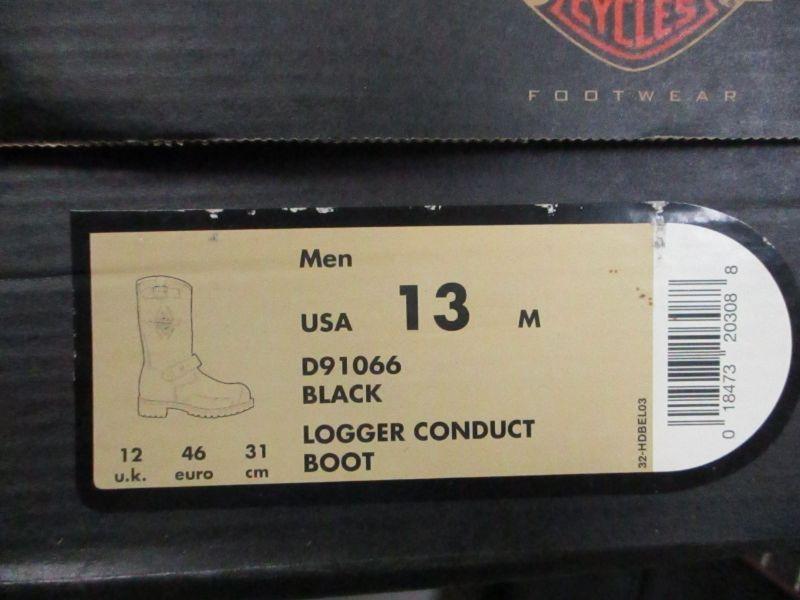 CYCLES
FOOTWEAR
Men
USA 13 M
D91066
BLACK
LOGGER CONDUCT
BOOT
12 46 31
u.k. euro cm
32-HDBEL03
0 18473 20308 8